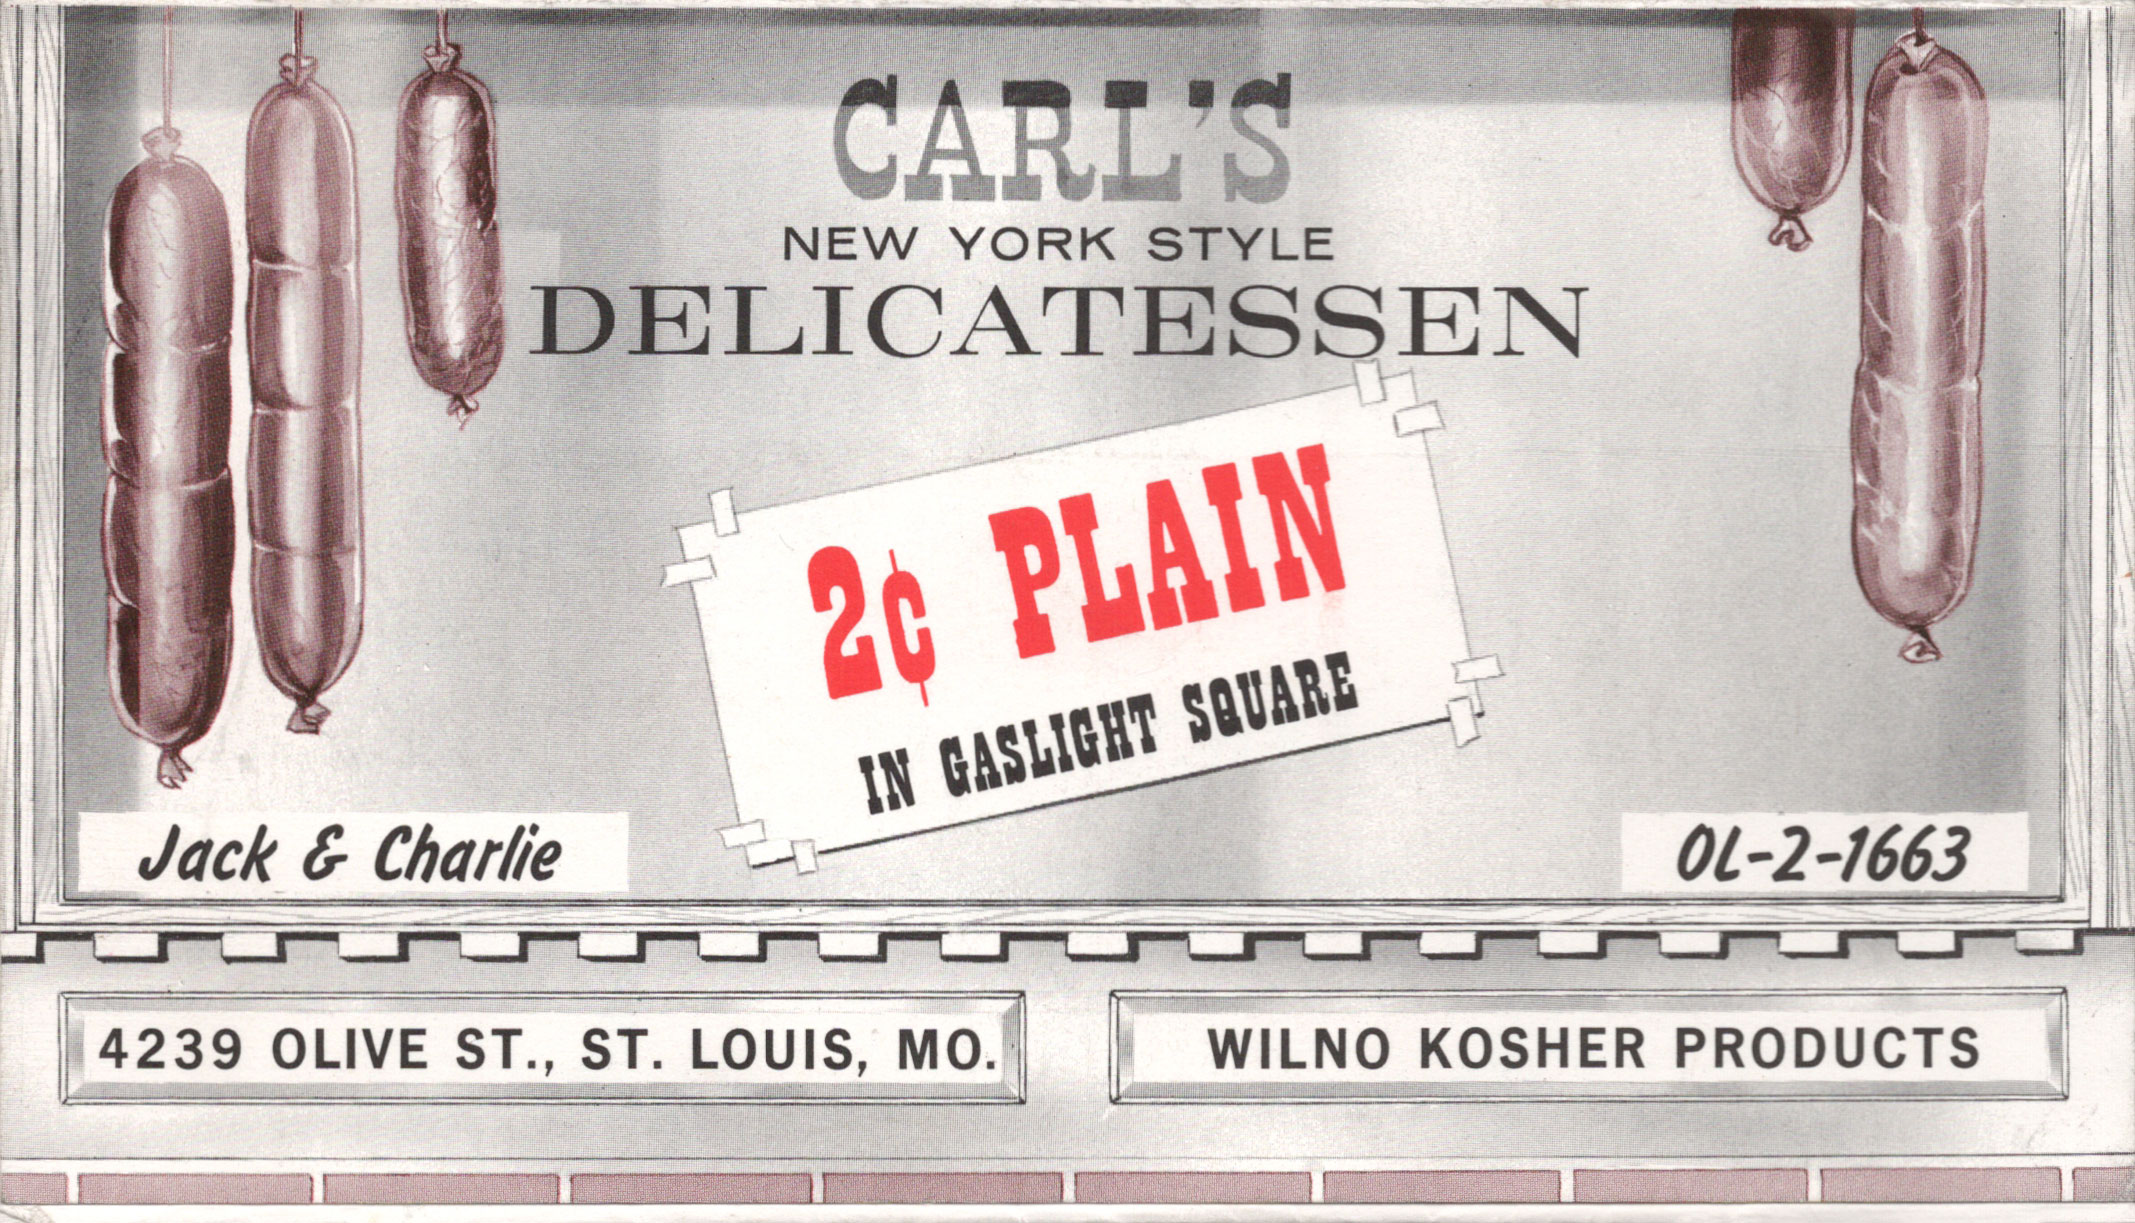 CARL'S
NEW YORK STYLE
DELICATESSEN
2¢ PLAIN
IN GASLIGHT SQUARE
Jack & Charlie
OL-2-1663
4239 OLIVE ST., ST. LOUIS, MO.
WILNO KOSHER PRODUCTS